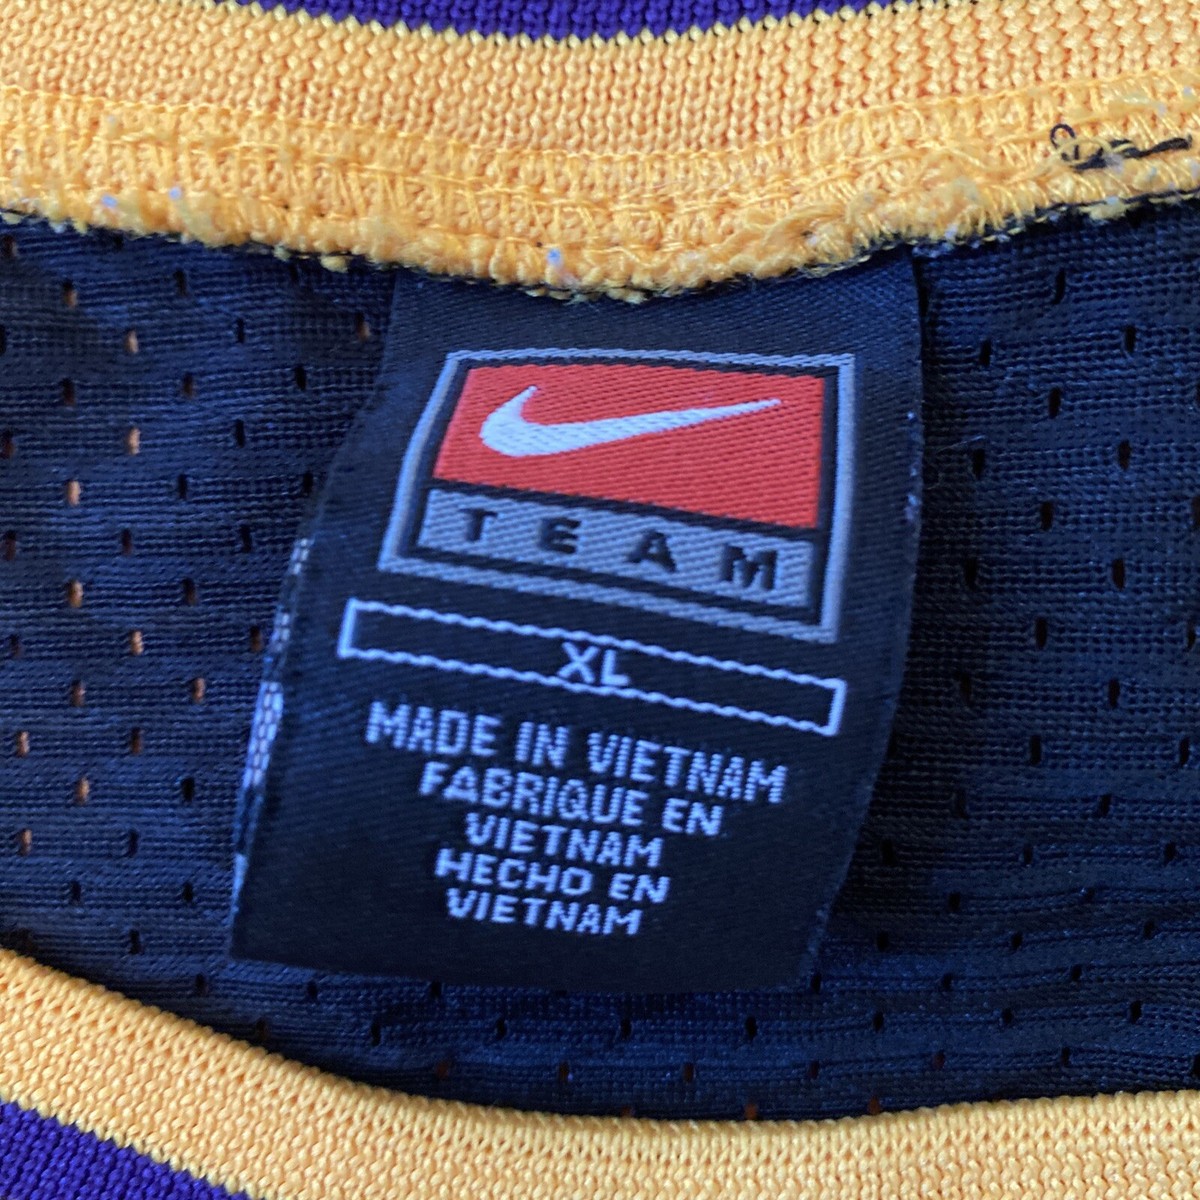 TEAM
XL
MADE IN VIETNAM
FABRIQUE EN
VIETNAM
HECHO EN
VIETNAM